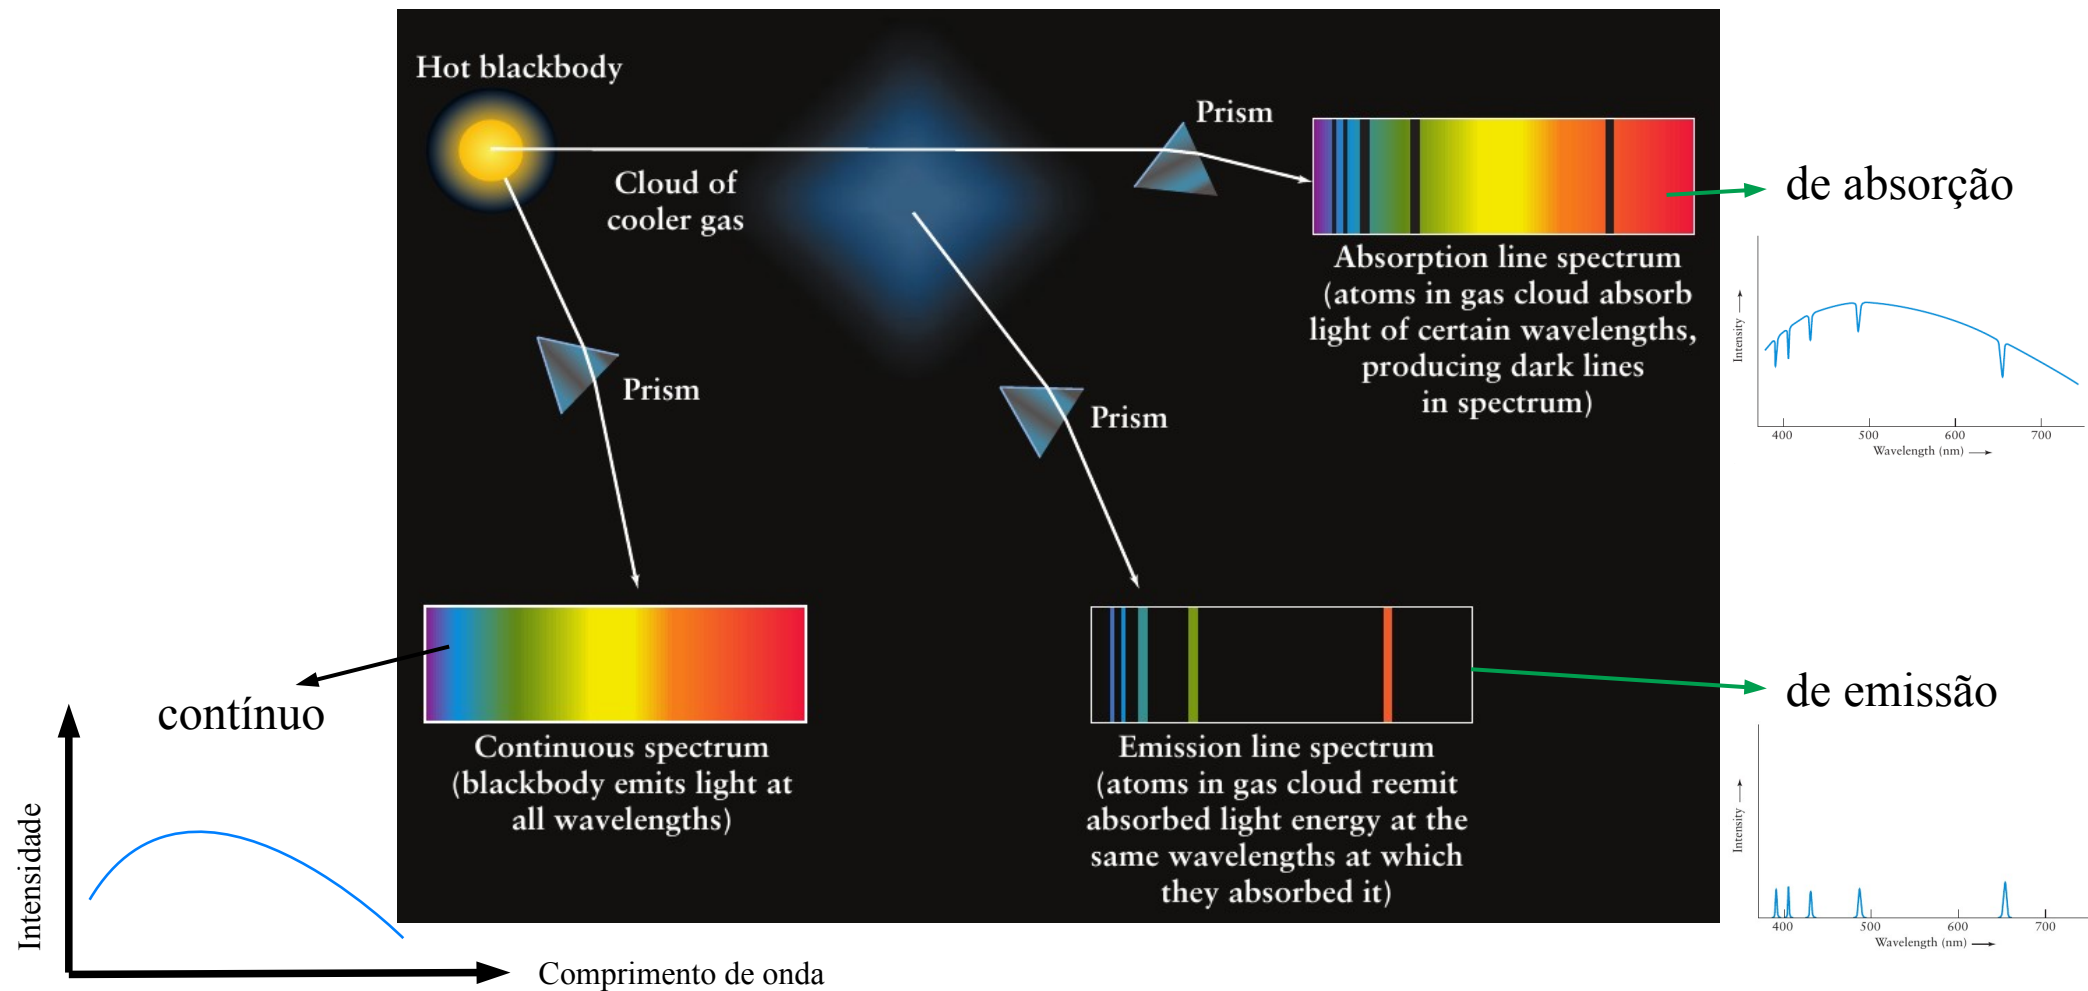 Hot blackbody
Cloud of
cooler gas
Prism
de absorção
Absorption line spectrum
(atoms in gas cloud absorb
light of certain wavelengths,
producing dark lines
in spectrum)
Intensity
400 500 600 700
Wavelength (nm)
Prism
Prism
contínuo
Continuous spectrum
(blackbody emits light at
all wavelengths)
Intensidade
Comprimento de onda
Emission line spectrum
(atoms in gas cloud reemit
absorbed light energy at the
same wavelengths at which
they absorbed it)
de emissão
Intensity
400 500 600 700
Wavelength (nm)